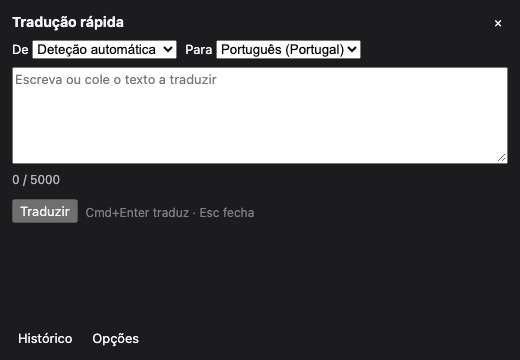 Tradução rápida ×
De Deteção automática Para Português (Portugal)
Escreva ou cole o texto a traduzir
0 / 5000
Traduzir Cmd+Enter traduz · Esc fecha
Histórico Opções